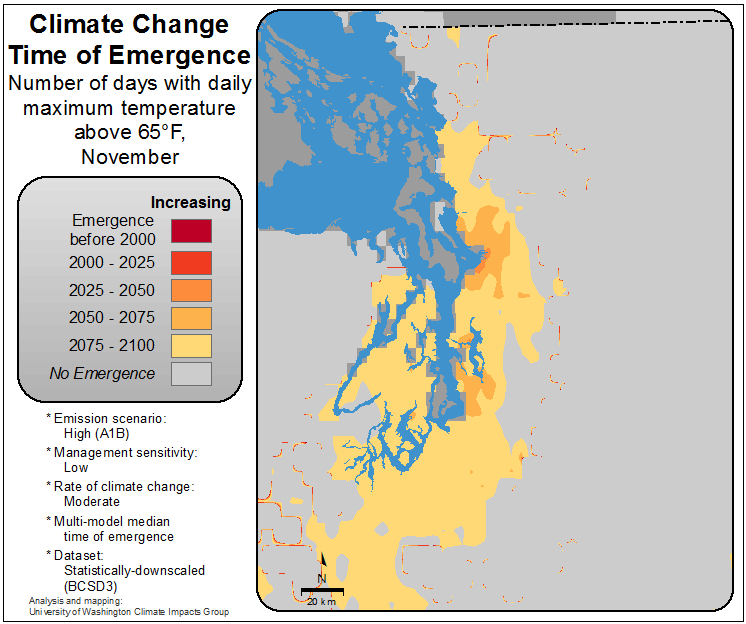 Climate Change
Time of Emergence
Number of days with daily
maximum temperature
above 65°F,
November
Increasing
Emergence
before 2000
2000 - 2025
2025 - 2050
2050 - 2075
2075 - 2100
No Emergence
* Emission scenario:
High (A1B)
* Management sensitivity:
Low
* Rate of climate change:
Moderate
* Multi-model median
time of emergence
* Dataset:
Statistically-downscaled
(BCSD3)
Analysis and mapping:
University of Washington Climate Impacts Group
N
20 km